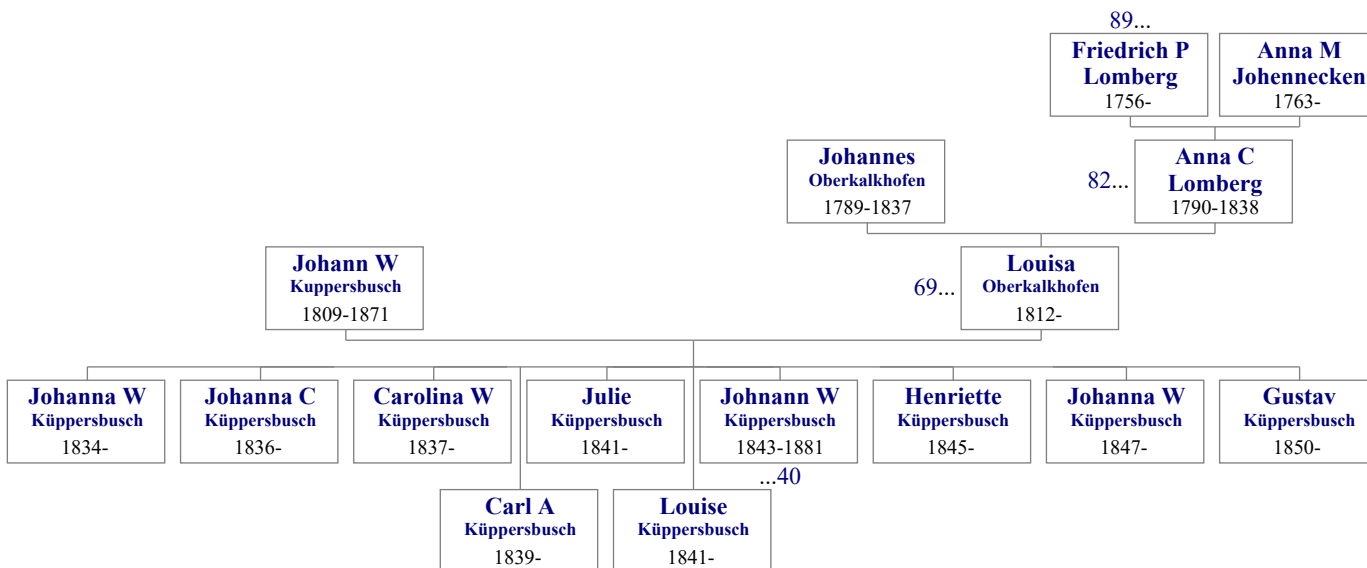 89...
Friedrich P
Lomberg
1756-
Anna M
Johennecken
1763-
Johannes
Oberkalkhofen
1789-1837
82...
Anna C
Lomberg
1790-1838
Johann W
Kuppersbusch
1809-1871
69...
Louisa
Oberkalkhofen
1812-
Johanna W
Küppersbusch
1834-
Johanna C
Küppersbusch
1836-
Carolina W
Küppersbusch
1837-
Julie
Küppersbusch
1841-
Johnann W
Küppersbusch
1843-1881
...40
Henriette
Küppersbusch
1845-
Johanna W
Küppersbusch
1847-
Gustav
Küppersbusch
1850-
Carl A
Küppersbusch
1839-
Louise
Küppersbusch
1841-